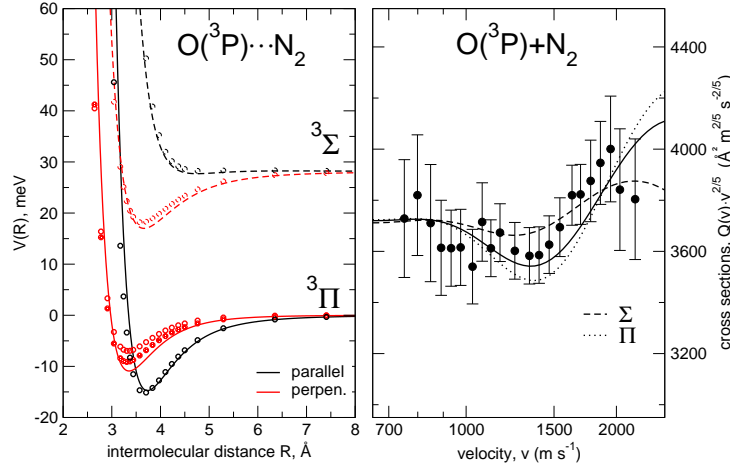 O(³P)···N₂
60
50
40
30
20
10
0
-10
-20
V(R), meV
³Σ
³Π
parallel
perpen.
2 3 4 5 6 7 8
intermolecular distance R, Å
O(³P)+N₂
4400
4000
3600
3200
cross sections, Q(v)·v^2/5 (Å² m^2/5 s^-2/5)
Σ
Π
700 1000 1500 2000
velocity, v (m s⁻¹)